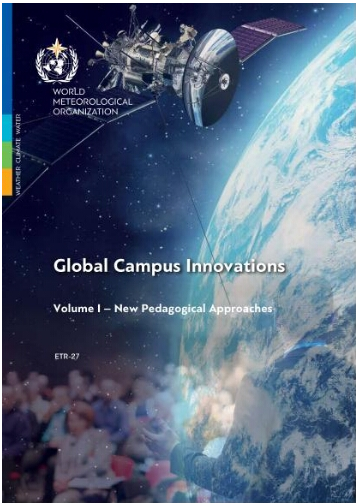 WORLD
METEOROLOGICAL
ORGANIZATION
WEATHER CLIMATE WATER
Global Campus Innovations
Volume I – New Pedagogical Approaches
ETR-27